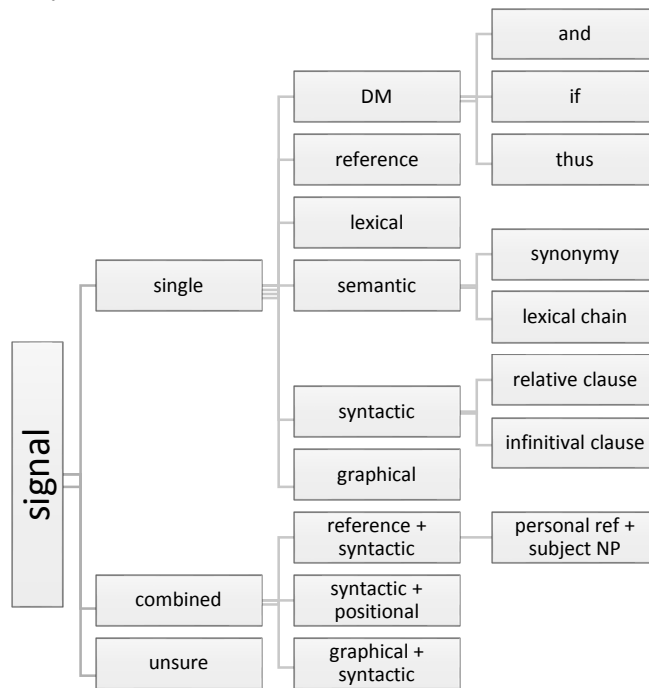 and
DM
if
thus
reference
lexical
synonymy
single
semantic
lexical chain
relative clause
syntactic
infinitival clause
graphical
signal
reference +
syntactic
personal ref +
subject NP
combined
syntactic +
positional
unsure
graphical +
syntactic